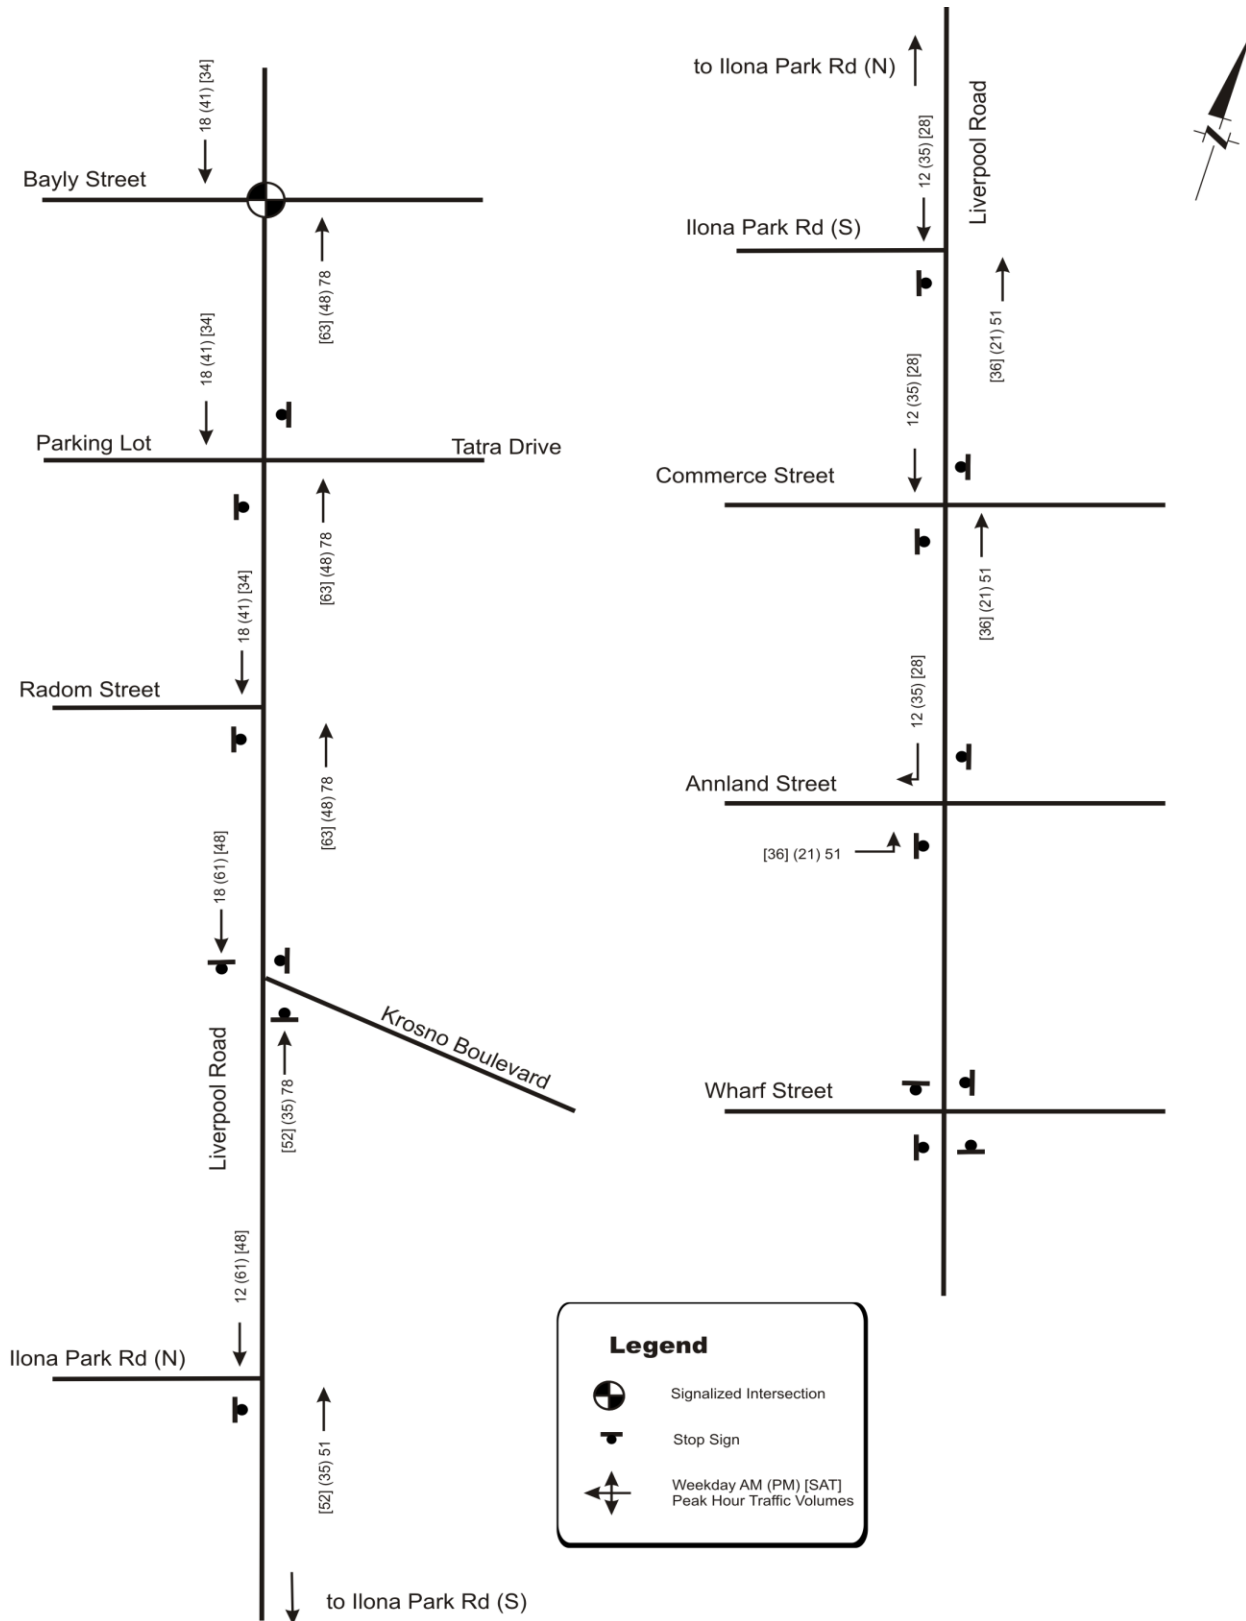 18 (41) [34]
Bayly Street
[63] (48) 78
18 (41) [34]
Parking Lot
Tatra Drive
[63] (48) 78
18 (41) [34]
Radom Street
[63] (48) 78
18 (61) [48]
Krosno Boulevard
Liverpool Road
[52] (35) 78
12 (61) [48]
Ilona Park Rd (N)
[52] (35) 51
to Ilona Park Rd (S)
to Ilona Park Rd (N)
Liverpool Road
12 (35) [28]
Ilona Park Rd (S)
[36] (21) 51
12 (35) [28]
Commerce Street
[36] (21) 51
12 (35) [28]
Annland Street
[36] (21) 51
Wharf Street
Legend
Signalized Intersection
Stop Sign
Weekday AM (PM) [SAT]
Peak Hour Traffic Volumes
N